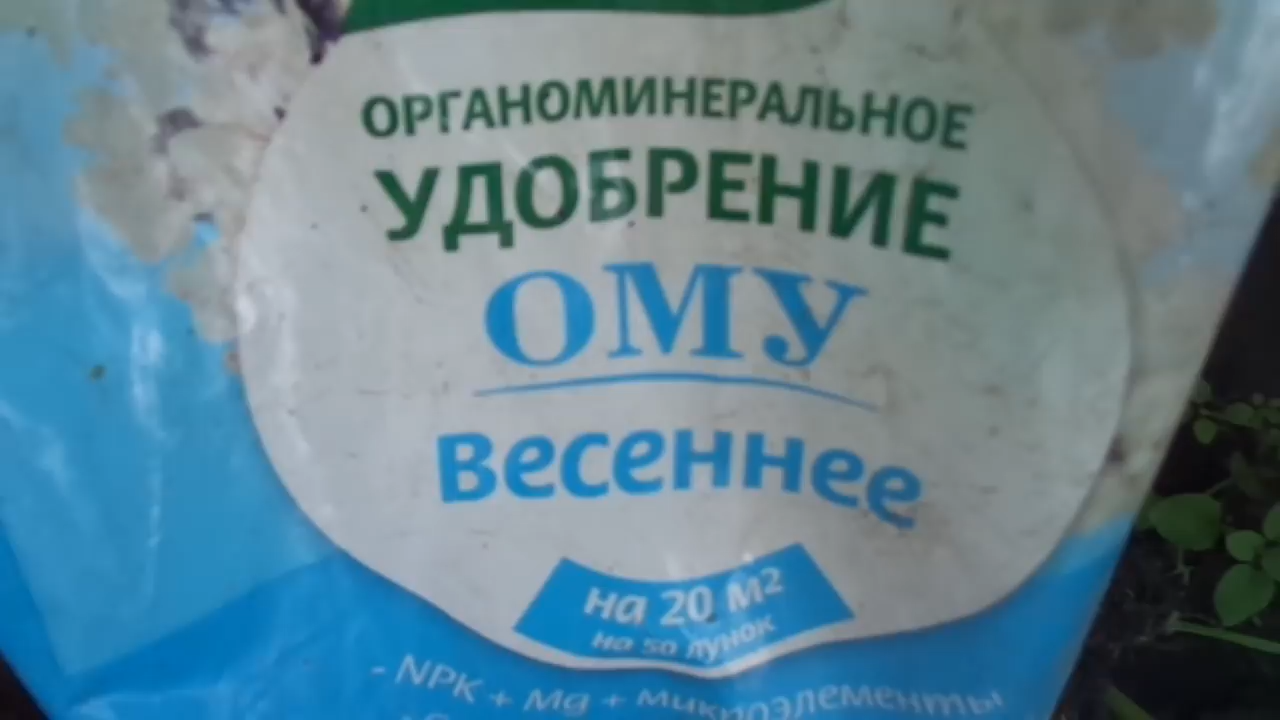 ОРГАНОМИНЕРАЛЬНОЕ
УДОБРЕНИЕ
ОМУ
весеннее
на 20 м²
на 50 лунок
- NPK + Mg + микроэлементы